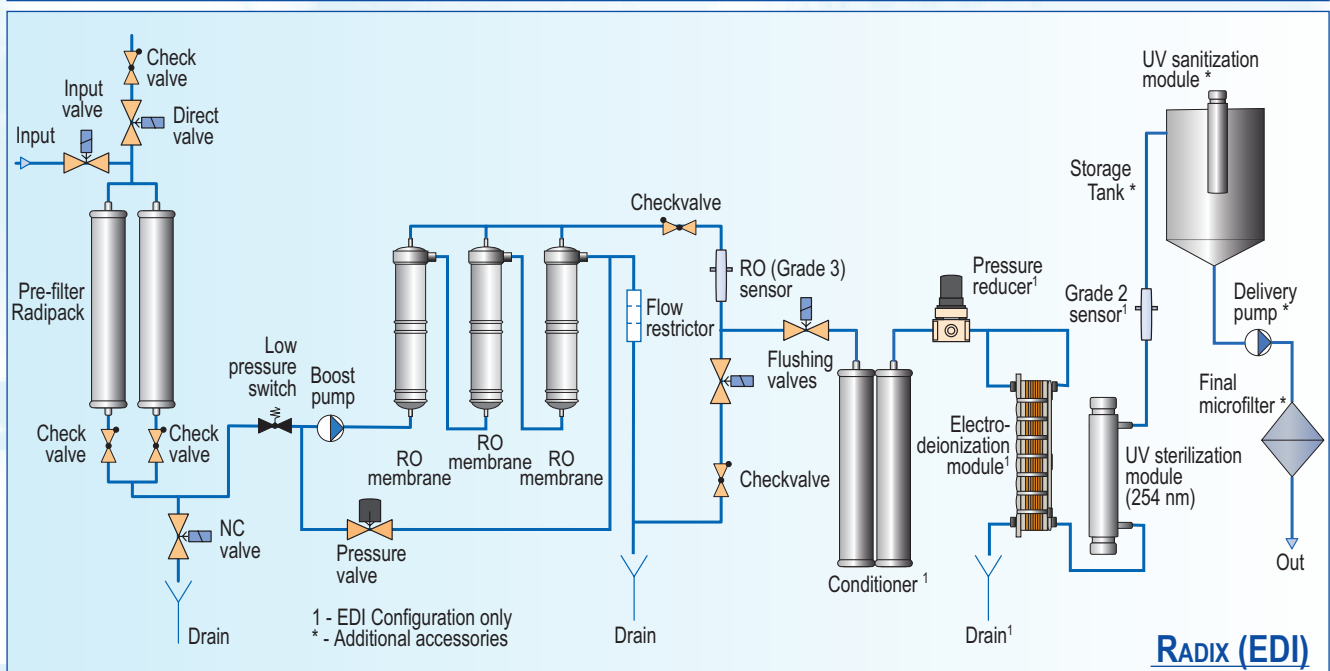 Check
valve
Input
valve
Direct
valve
Input
Pre-filter
Radipack
Check
valve
Check
valve
NC
valve
Drain
Low
pressure
switch
Boost
pump
RO
membrane
RO
membrane
RO
membrane
Pressure
valve
1 - EDI Configuration only
* - Additional accessories
Checkvalve
RO (Grade 3)
sensor
Flow
restrictor
Flushing
valves
Checkvalve
Drain
Conditioner 1
Pressure
reducer1
Electro-
deionization
module1
Drain1
UV sterilization
module
(254 nm)
Grade 2
sensor1
Storage
Tank *
UV sanitization
module *
Delivery
pump *
Final
microfilter *
Out
RADIX (EDI)